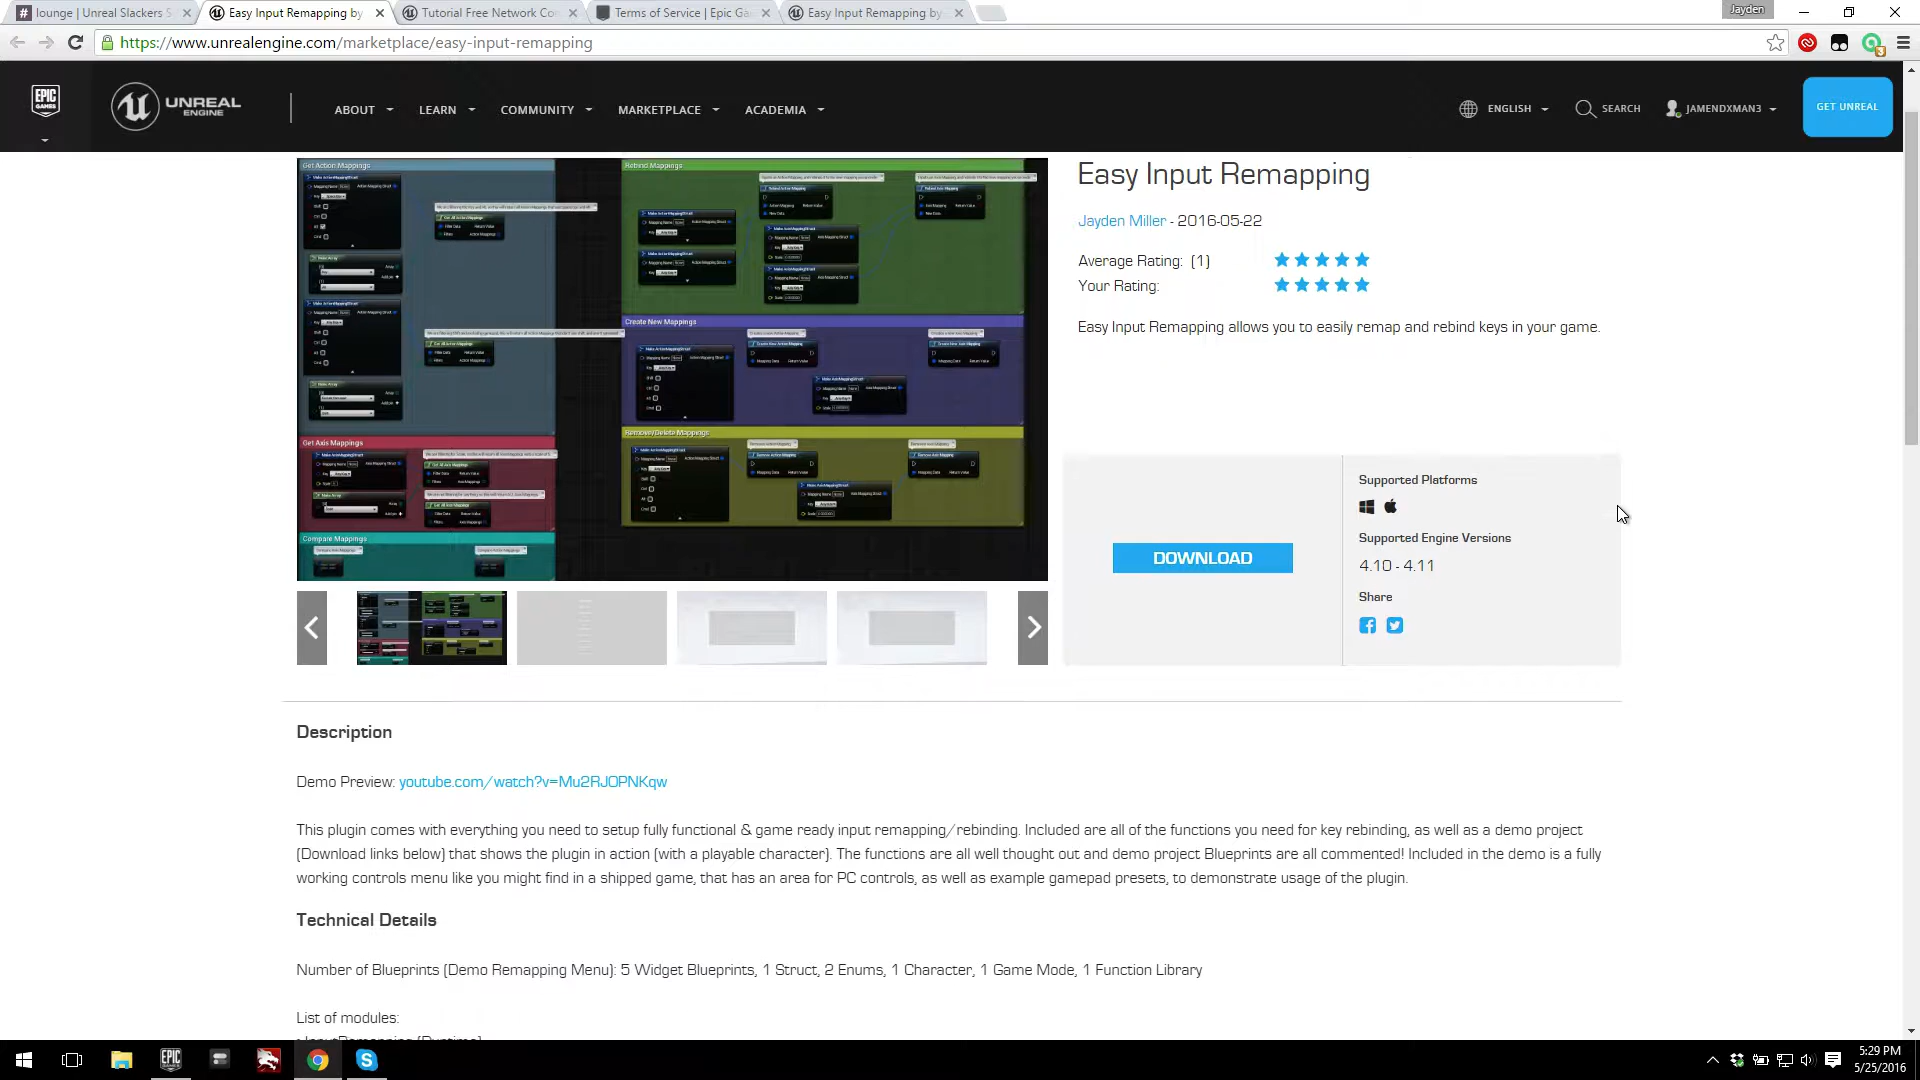 lounge | Unreal Slackers S
Easy Input Remapping by
Tutorial Free Network Co
Terms of Service | Epic Ga
Easy Input Remapping by
Jayden
https://www.unrealengine.com/marketplace/easy-input-remapping
EPIC GAMES
UNREAL ENGINE
ABOUT
LEARN
COMMUNITY
MARKETPLACE
ACADEMIA
ENGLISH
SEARCH
JAMENDXMAN3
GET UNREAL
Get Action Mappings
Rebind Mappings
Create New Mappings
Get Axis Mappings
Remove/Delete Mappings
Compare Mappings
Easy Input Remapping
Jayden Miller - 2016-05-22
Average Rating: (1)
Your Rating:
Easy Input Remapping allows you to easily remap and rebind keys in your game.
DOWNLOAD
Supported Platforms
Supported Engine Versions
4.10 - 4.11
Share
Description
Demo Preview: youtube.com/watch?v=Mu2RJOPNKqw
This plugin comes with everything you need to setup fully functional & game ready input remapping/rebinding. Included are all of the functions you need for key rebinding, as well as a demo project
(Download links below) that shows the plugin in action (with a playable character). The functions are all well thought out and demo project Blueprints are all commented! Included in the demo is a fully
working controls menu like you might find in a shipped game, that has an area for PC controls, as well as example gamepad presets, to demonstrate usage of the plugin.
Technical Details
Number of Blueprints (Demo Remapping Menu): 5 Widget Blueprints, 1 Struct, 2 Enums, 1 Character, 1 Game Mode, 1 Function Library
List of modules:
5:29 PM
5/25/2016